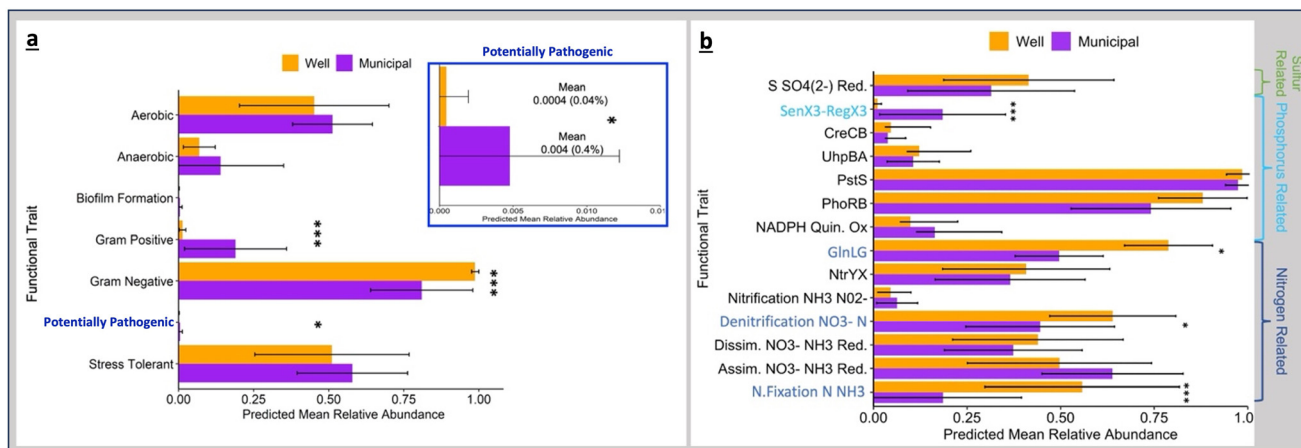 a
Well Municipal
Potentially Pathogenic
Mean
0.0004 (0.04%)
*
Mean
0.004 (0.4%)
0.000 0.005 0.010 0.01
Predicted Mean Relative Abundance
Functional Trait
Aerobic
Anaerobic
Biofilm Formation
Gram Positive
***
Gram Negative
***
Potentially Pathogenic
*
Stress Tolerant
0.00 0.25 0.50 0.75 1.00
Predicted Mean Relative Abundance
b
Well Municipal
Functional Trait
S SO4(2-) Red.
SenX3-RegX3
***
CreCB
UhpBA
PstS
PhoRB
NADPH Quin. Ox
GlnLG
*
NtrYX
Nitrification NH3 N02-
Denitrification NO3- N
*
Dissim. NO3- NH3 Red.
Assim. NO3- NH3 Red.
N.Fixation N NH3
***
0.00 0.25 0.50 0.75 1.0
Predicted Mean Relative Abundance
Sulfur
Related
Phosphorus Related
Nitrogen Related